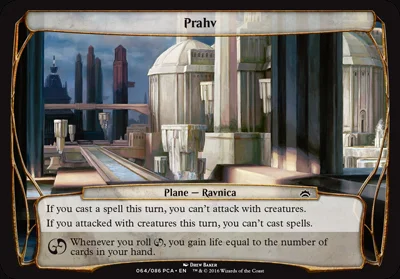 Prahv
Plane — Ravnica
If you cast a spell this turn, you can't attack with creatures.
If you attacked with creatures this turn, you can't cast spells.
Whenever you roll , you gain life equal to the number of
cards in your hand.
Drew Baker
064/086 PCA • EN ™ & © 2016 Wizards of the Coast